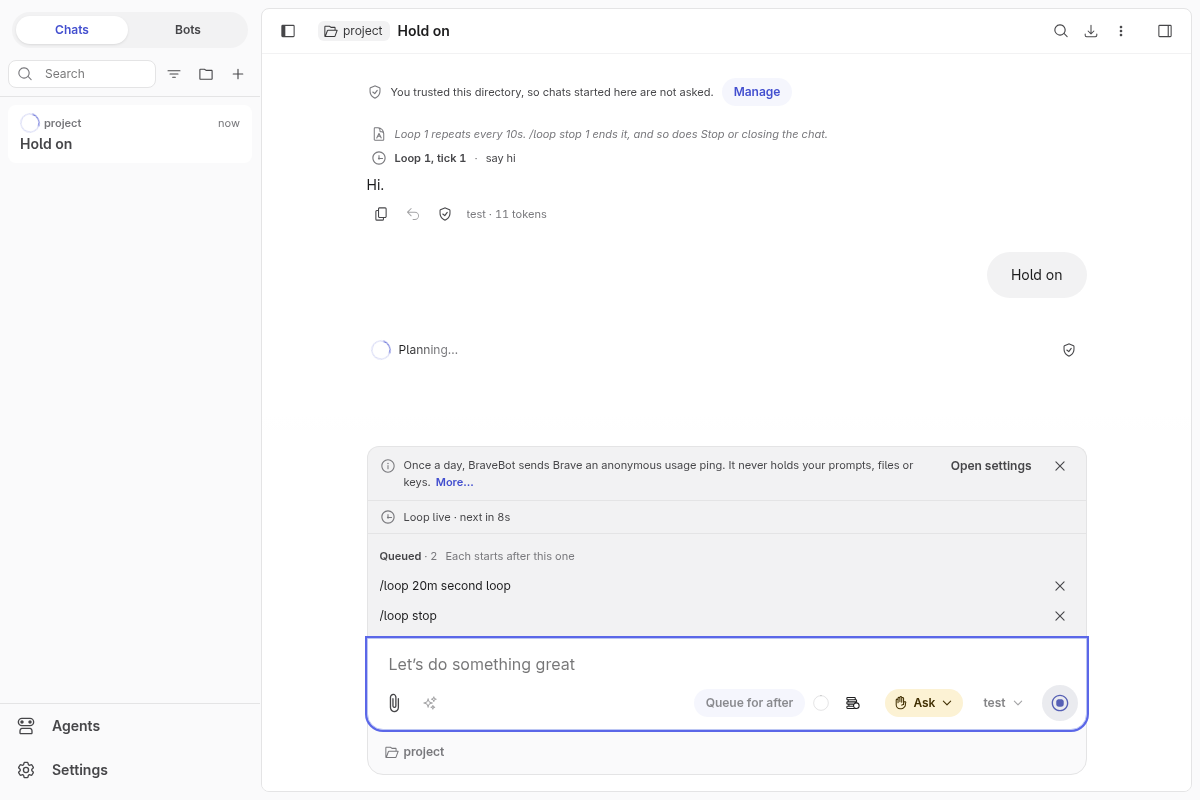 Chats
Bots
Search
project
now
Hold on
Agents
Settings
project
Hold on
You trusted this directory, so chats started here are not asked.
Manage
Loop 1 repeats every 10s. /loop stop 1 ends it, and so does Stop or closing the chat.
Loop 1, tick 1 · say hi
Hi.
test · 11 tokens
Hold on
Planning...
Once a day, BraveBot sends Brave an anonymous usage ping. It never holds your prompts, files or
keys. More...
Open settings
Loop live · next in 8s
Queued · 2 Each starts after this one
/loop 20m second loop
/loop stop
Let's do something great
Queue for after
Ask
test
project